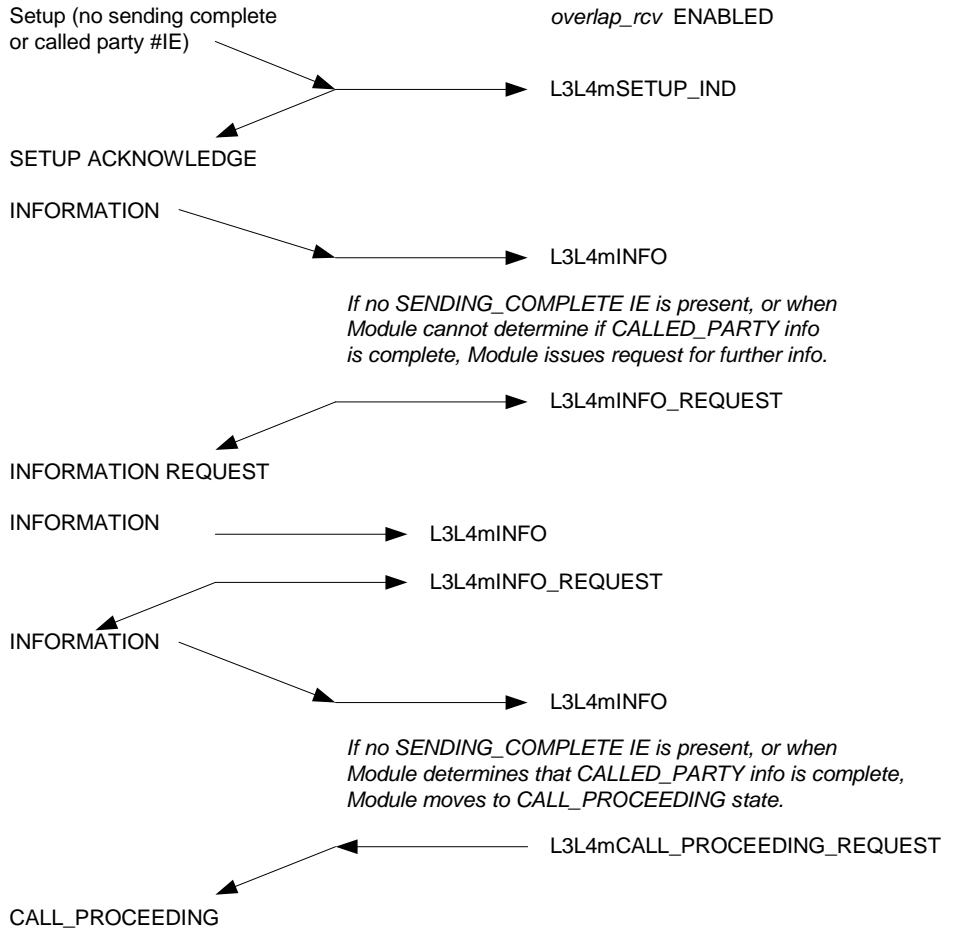 Setup (no sending complete
or called party #IE)
overlap_rcv ENABLED
L3L4mSETUP_IND
SETUP ACKNOWLEDGE
INFORMATION
L3L4mINFO
If no SENDING_COMPLETE IE is present, or when
Module cannot determine if CALLED_PARTY info
is complete, Module issues request for further info.
L3L4mINFO_REQUEST
INFORMATION REQUEST
INFORMATION
L3L4mINFO
L3L4mINFO_REQUEST
INFORMATION
L3L4mINFO
If no SENDING_COMPLETE IE is present, or when
Module determines that CALLED_PARTY info is complete,
Module moves to CALL_PROCEEDING state.
L3L4mCALL_PROCEEDING_REQUEST
CALL_PROCEEDING